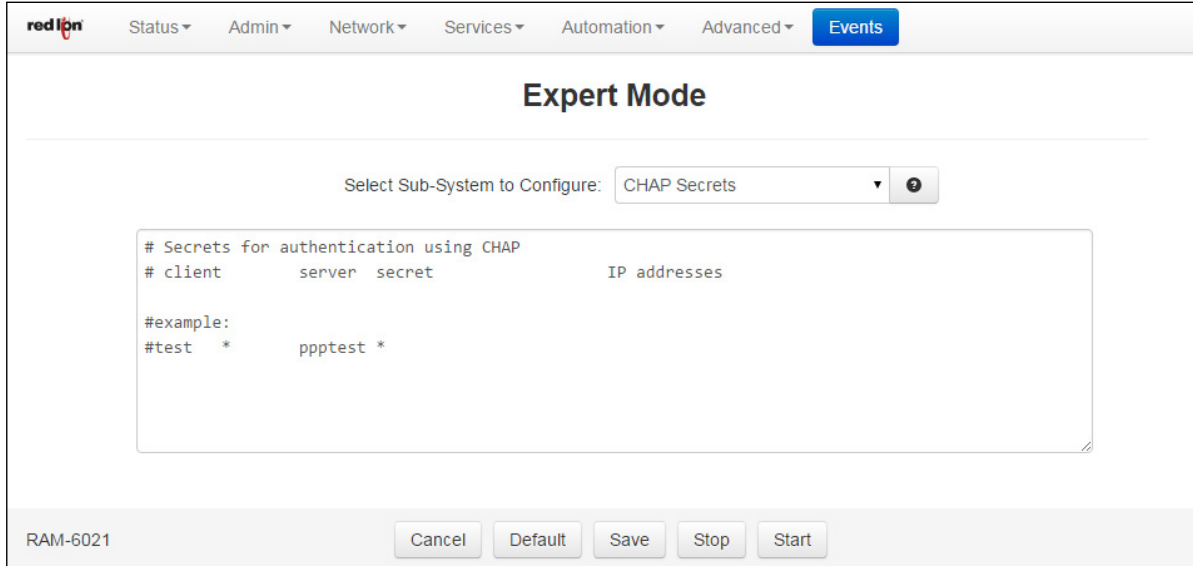 red lion Status Admin Network Services Automation Advanced Events
Expert Mode
Select Sub-System to Configure: CHAP Secrets
# Secrets for authentication using CHAP
# client server secret IP addresses
#example:
#test * ppptest *
RAM-6021 Cancel Default Save Stop Start